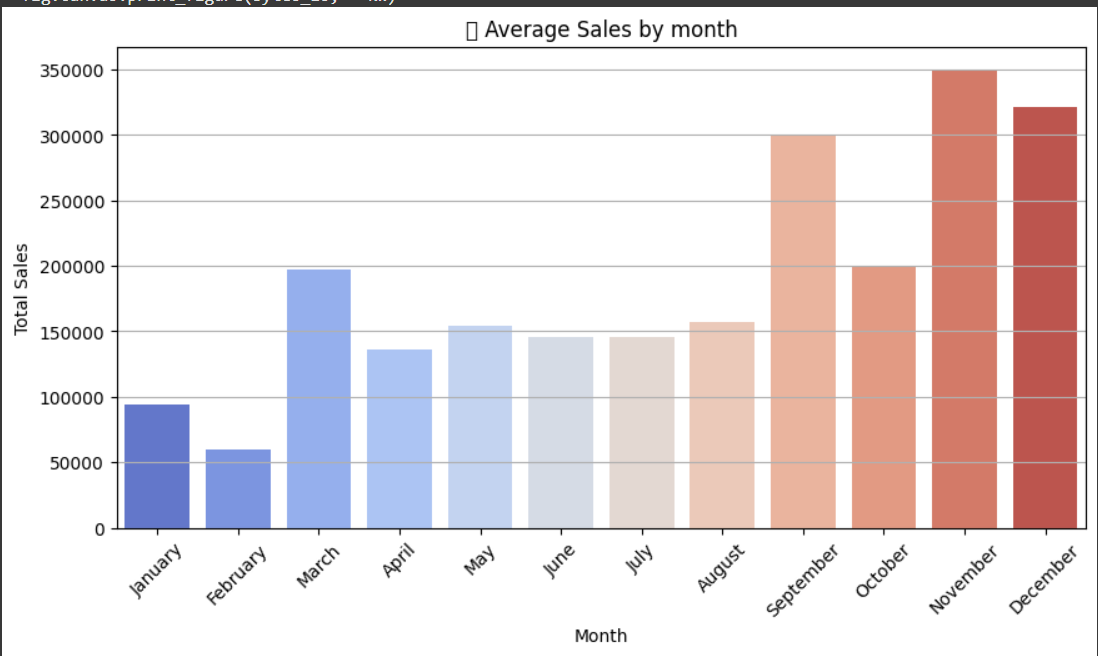 Average Sales by month
350000
300000
250000
200000
150000
100000
50000
0
Total Sales
January
February
March
April
May
June
July
August
September
October
November
December
Month